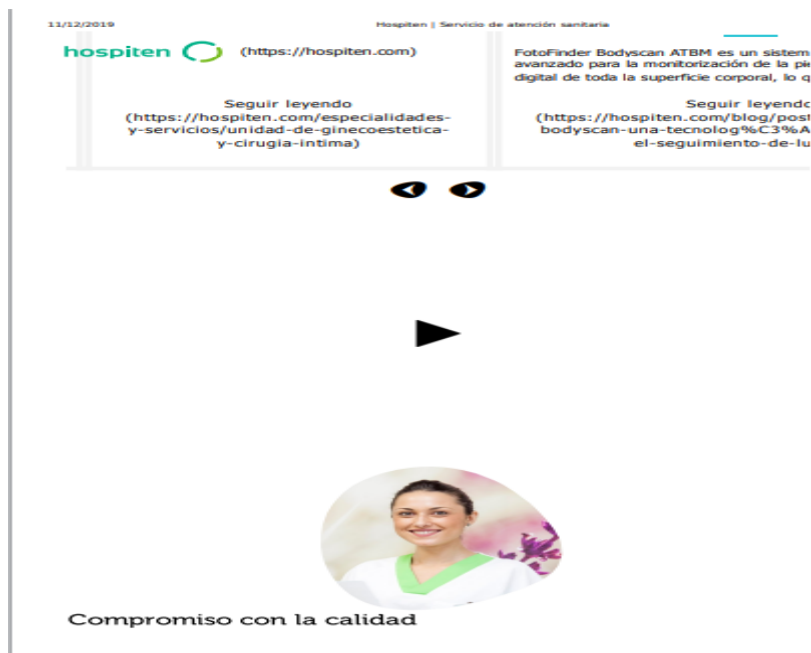 11/12/2019
Hospiten | Servicio de atención sanitaria
hospiten
(https://hospiten.com)
Seguir leyendo
(https://hospiten.com/especialidades-
y-servicios/unidad-de-ginecoestetica-
y-cirugia-intima)
FotoFinder Bodyscan ATBM es un sistem
avanzado para la monitorización de la pie
digital de toda la superficie corporal, lo q
Seguir leyendo
(https://hospiten.com/blog/post
bodyscan-una-tecnolog%C3%A
el-seguimiento-de-lu
Compromiso con la calidad